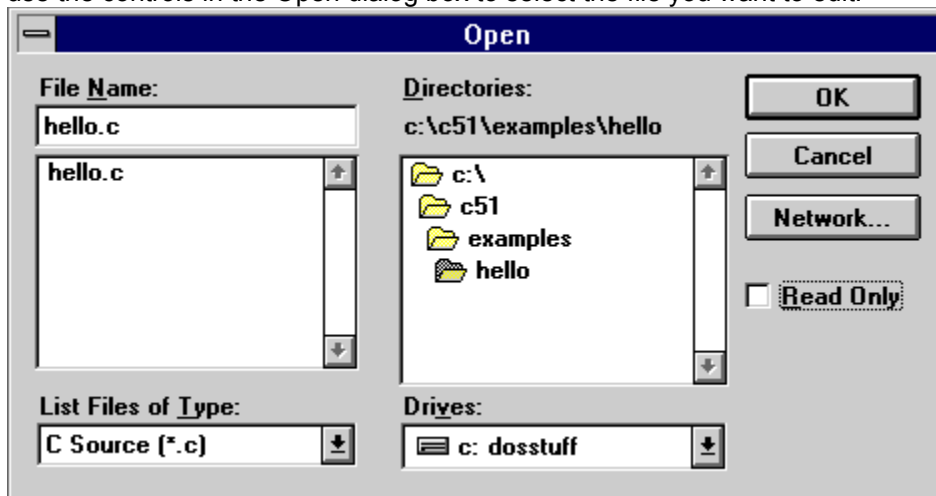 use the controls in the Open dialog box to select the file you want to edit.
Open
File Name:
hello.c
hello.c
Directories:
c:\c51\examples\hello
c:\
c51
examples
hello
OK
Cancel
Network...
Read Only
List Files of Type:
C Source (*.c)
Drives:
c: dosstuff